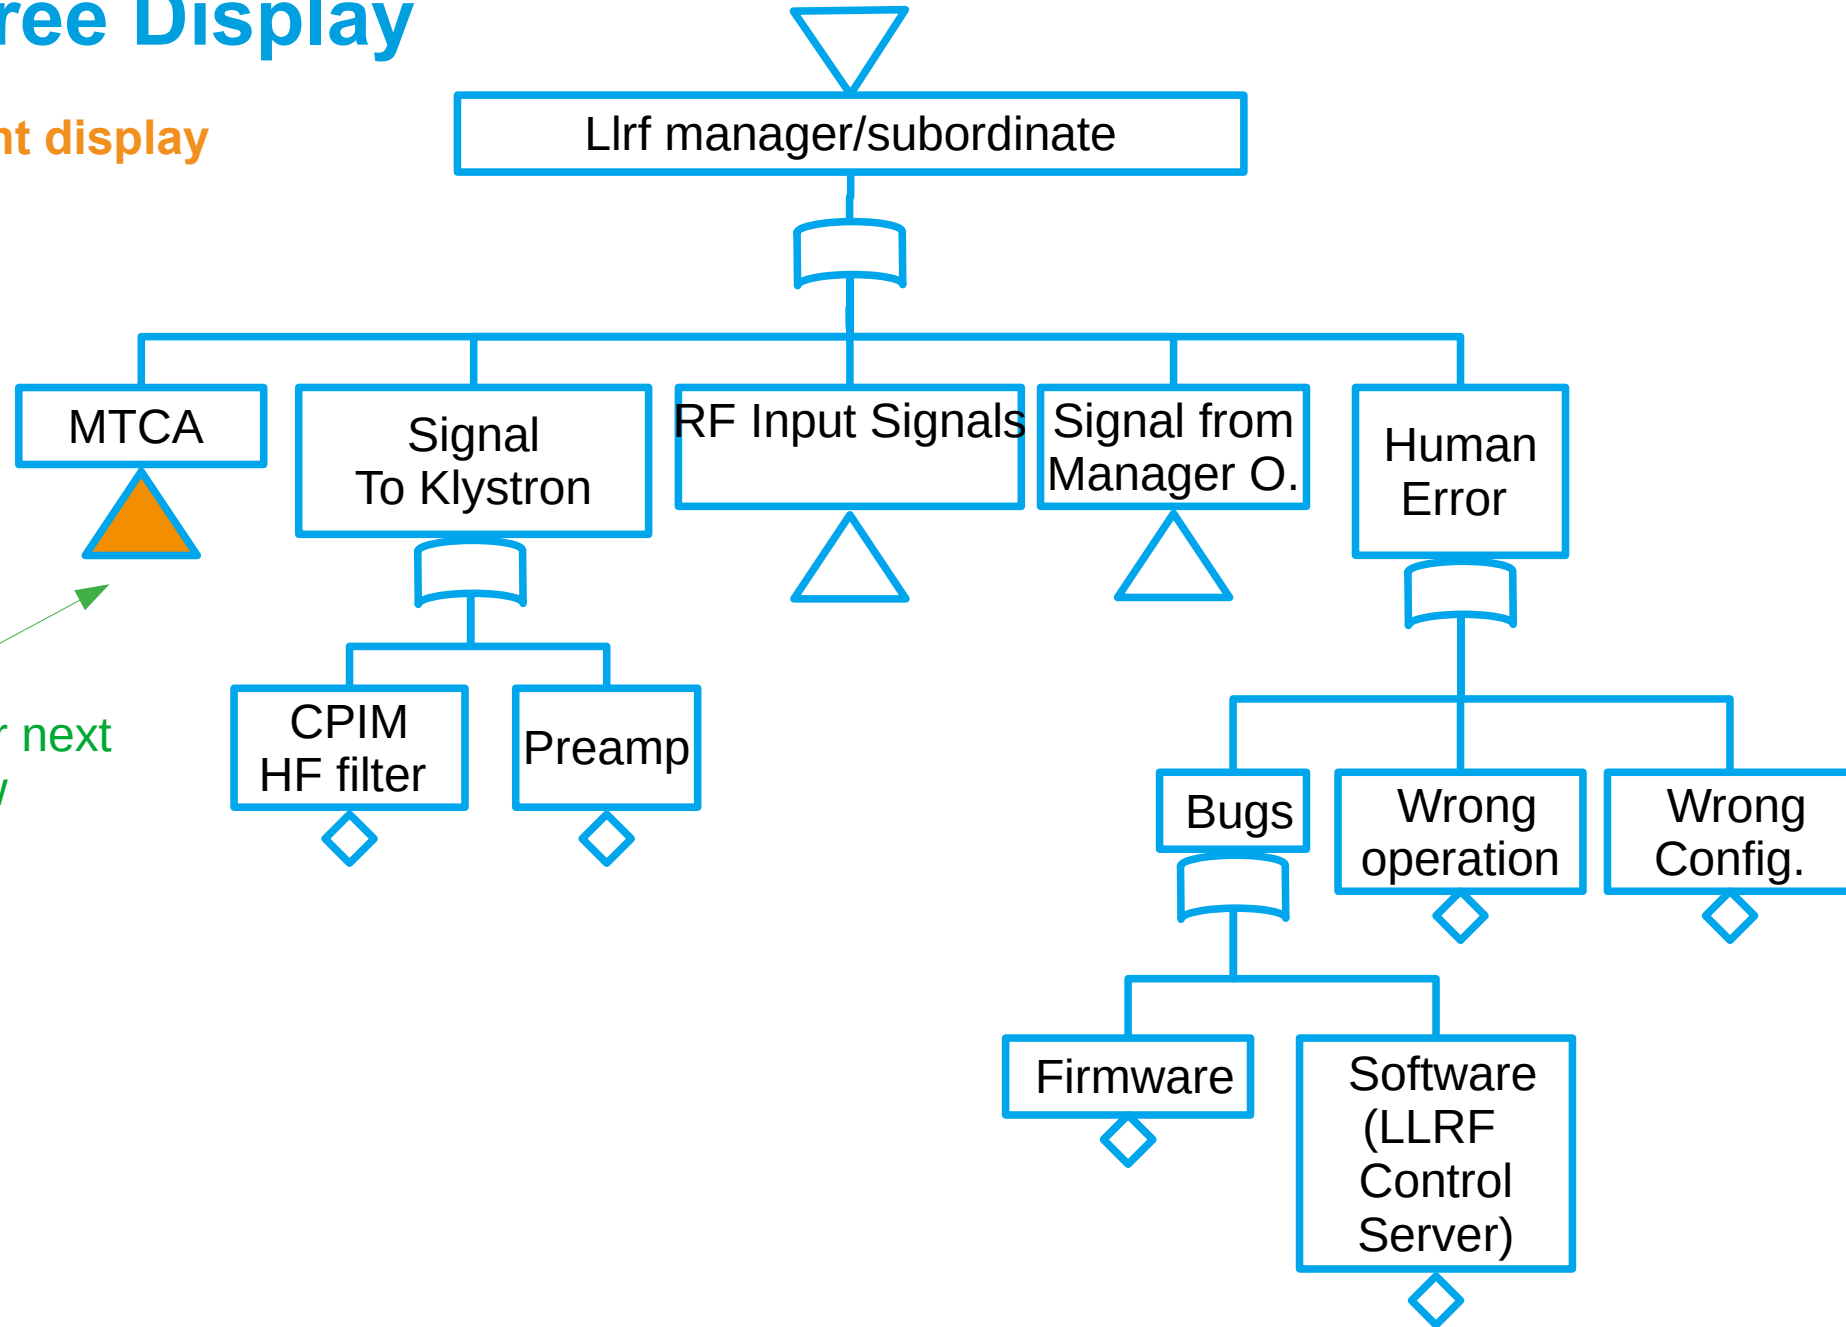 ree Display
nt display
Llrf manager/subordinate
MTCA
Signal
To Klystron
RF Input Signals
Signal from
Manager O.
Human
Error
r next
CPIM
HF filter
Preamp
Bugs
Wrong
operation
Wrong
Config.
Firmware
Software
(LLRF
Control
Server)